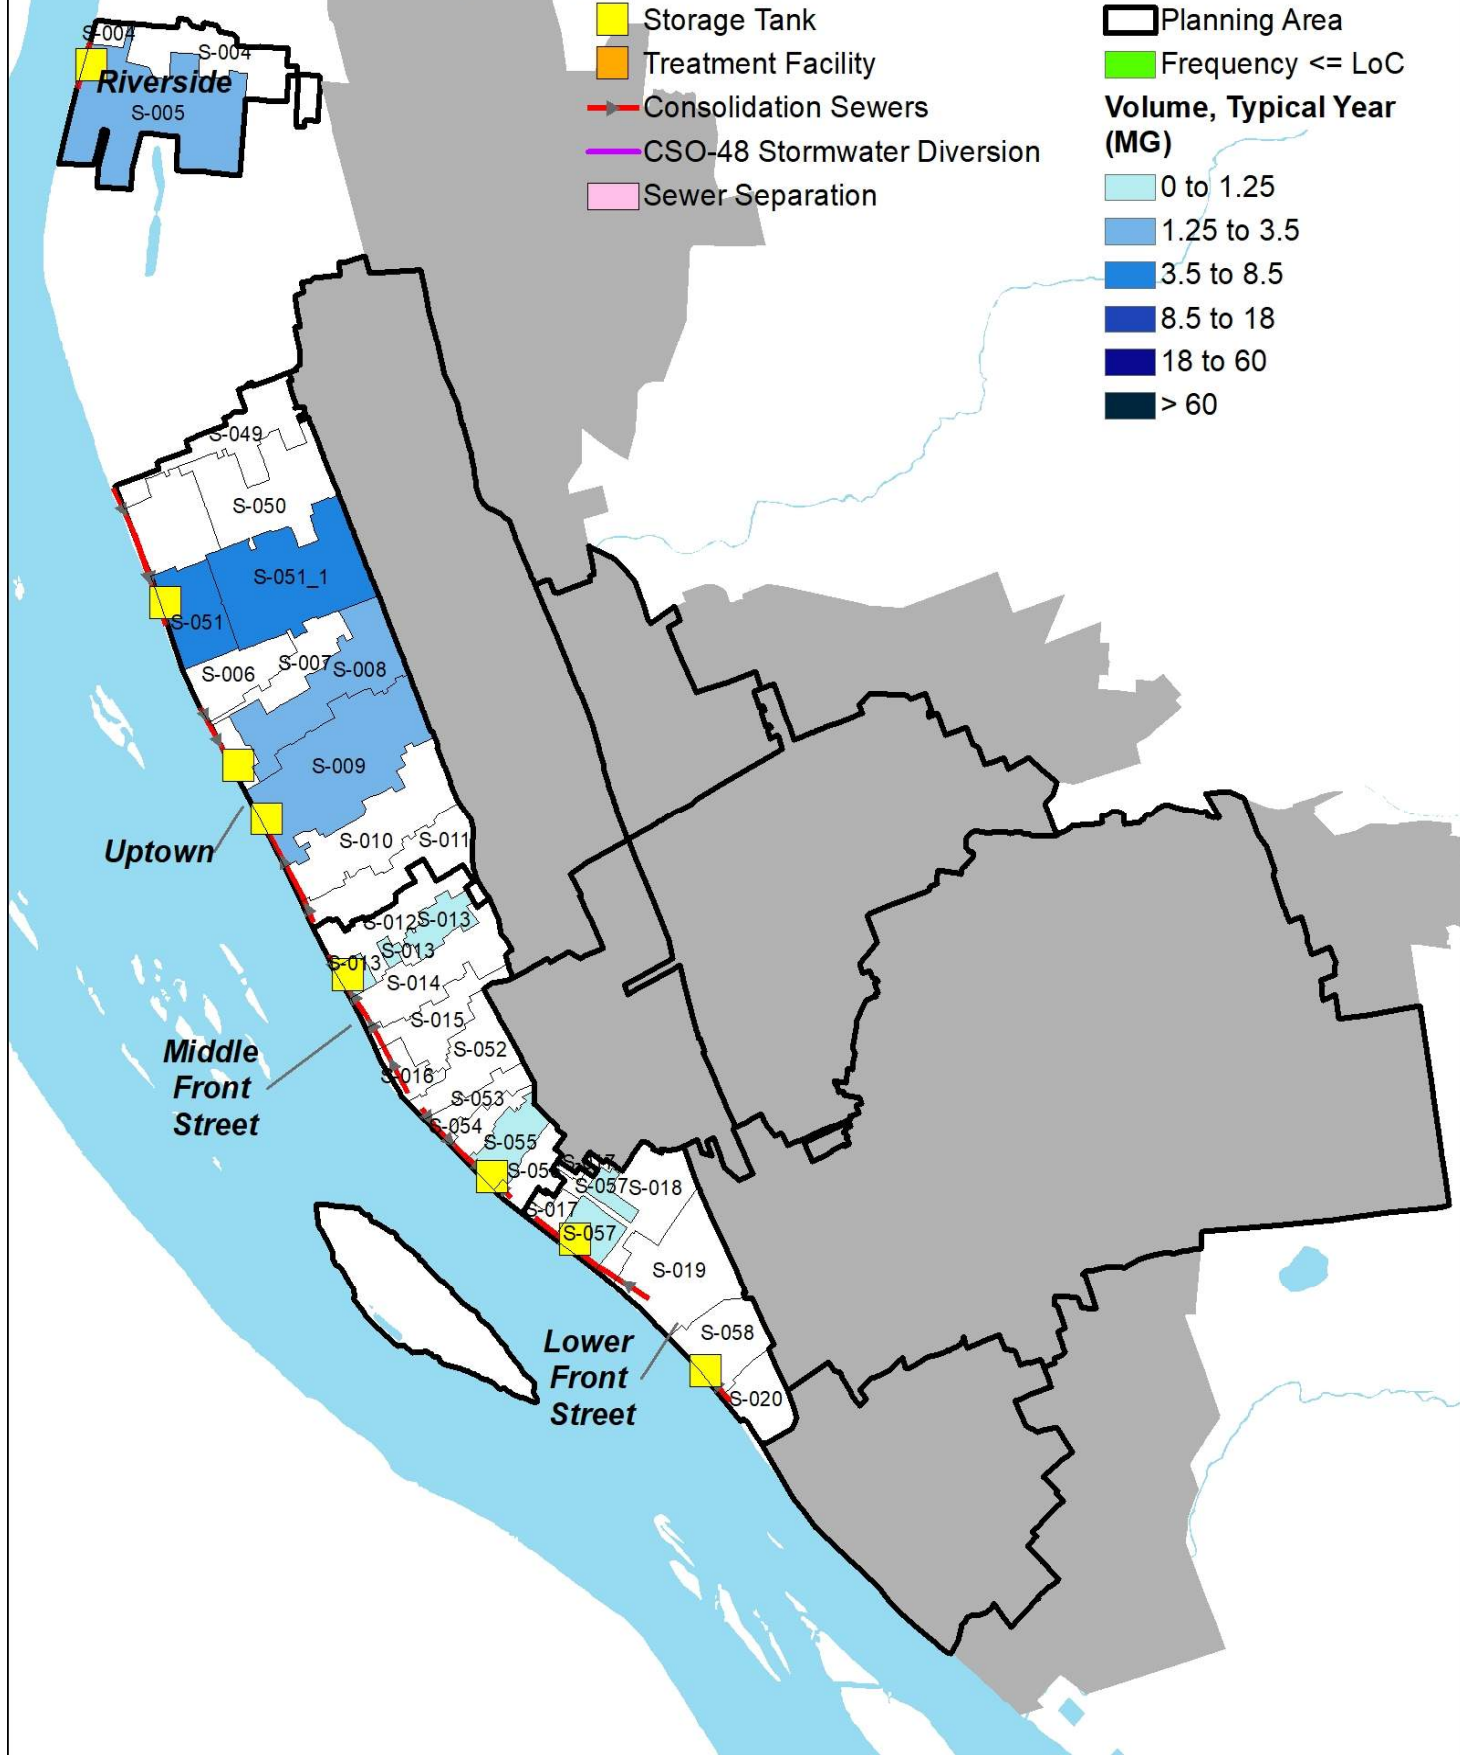 Storage Tank
Treatment Facility
Consolidation Sewers
CSO-48 Stormwater Diversion
Sewer Separation
Planning Area
Frequency <= LoC
Volume, Typical Year
(MG)
0 to 1.25
1.25 to 3.5
3.5 to 8.5
8.5 to 18
18 to 60
> 60
S-004
S-004
Riverside
S-005
S-049
S-050
S-051_1
S-051
S-006
S-007
S-008
S-009
Uptown
S-010
S-011
S-012
S-013
S-013
S-013
S-014
S-015
Middle
Front
Street
S-052
S-016
S-053
S-054
S-055
S-017
S-057
S-018
S-017
S-057
S-019
Lower
Front
Street
S-058
S-020